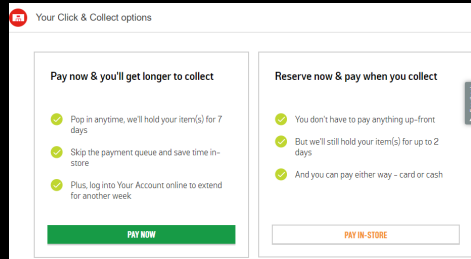 Your Click & Collect options
Pay now & you'll get longer to collect
Pop in anytime, we'll hold your item(s) for 7
days
Skip the payment queue and save time in-
store
Plus, log into Your Account online to extend
for another week
PAY NOW
Reserve now & pay when you collect
You don't have to pay anything up-front
But we'll still hold your item(s) for up to 2
days
And you can pay either way - card or cash
PAY IN-STORE